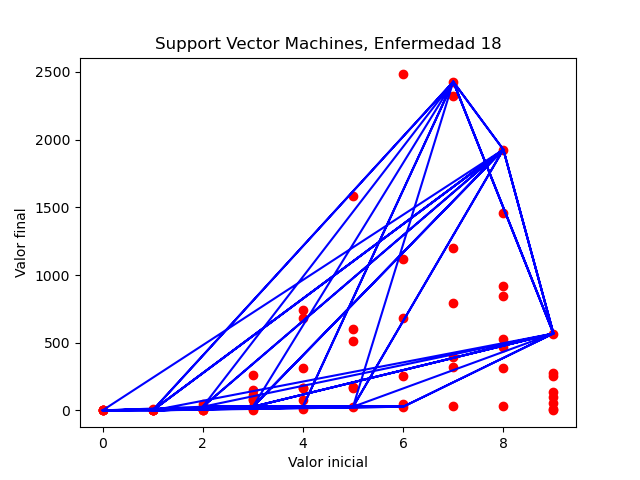 Support Vector Machines, Enfermedad 18
2500
2000
1500
1000
500
0
Valor final
0 2 4 6 8
Valor inicial